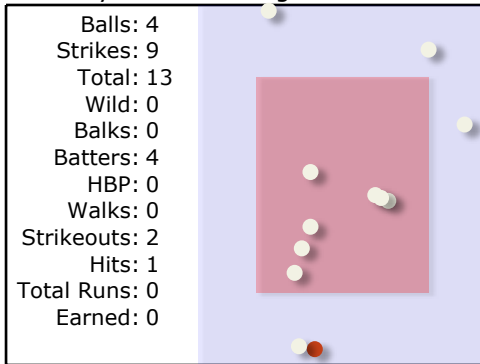 Balls: 4
Strikes: 9
Total: 13
Wild: 0
Balks: 0
Batters: 4
HBP: 0
Walks: 0
Strikeouts: 2
Hits: 1
Total Runs: 0
Earned: 0